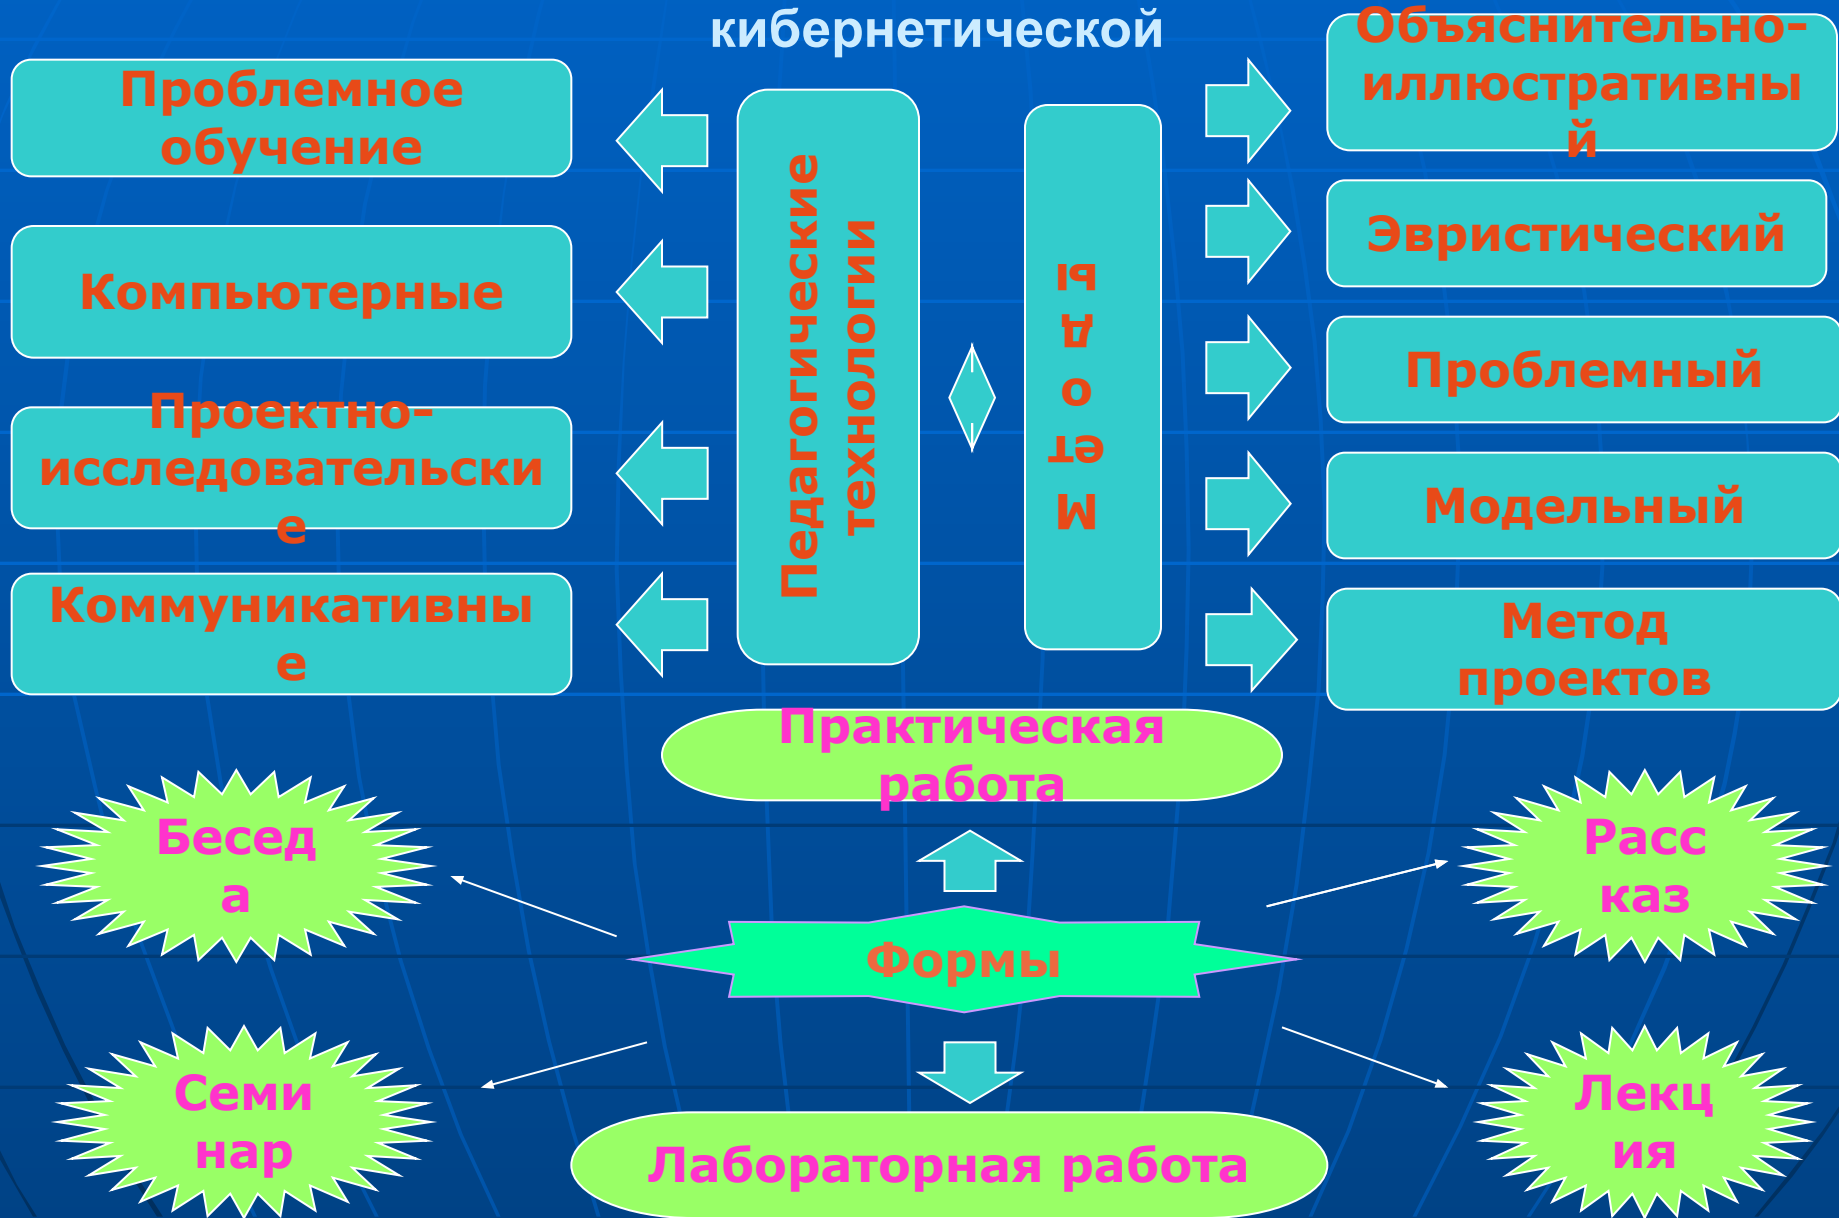 кибернетической
Проблемное
обучение
Компьютерные
Проектно-
исследовательски
е
Коммуникативны
е
Педагогические
технологии
М
ет
о
д
ы
Объяснительно-
иллюстративны
й
Эвристический
Проблемный
Модельный
Метод
проектов
Практическая
работа
Бесед
а
Расс
каз
Формы
Семи
нар
Лекц
ия
Лабораторная работа